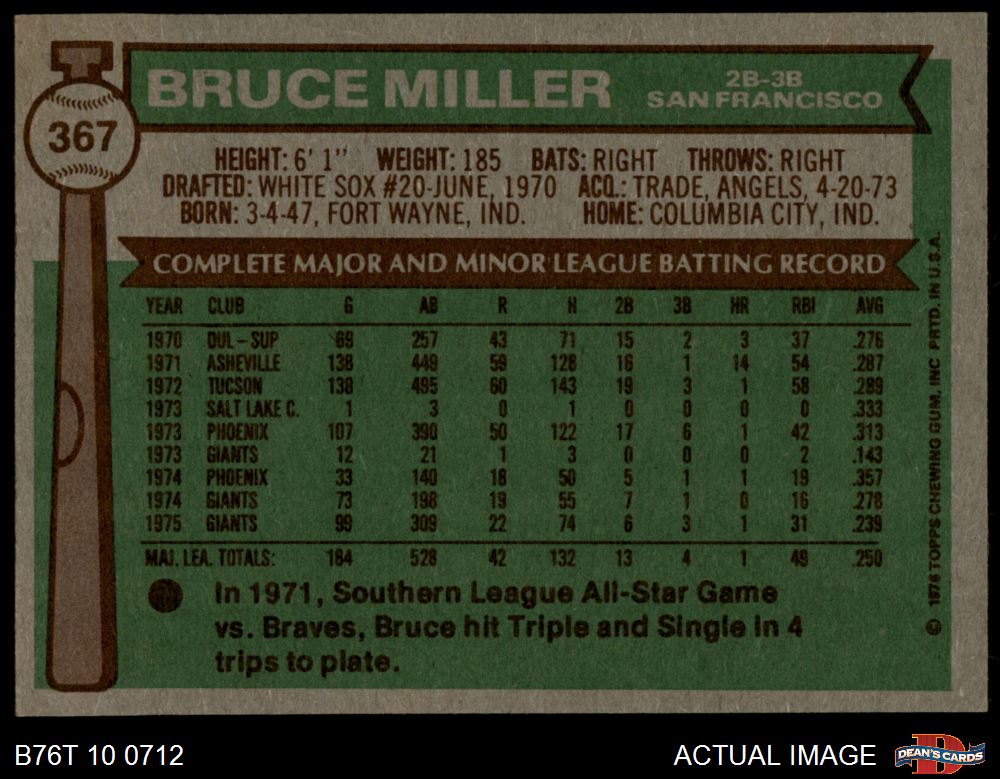 BRUCE MILLER
2B-3B
SAN FRANCISCO
367
HEIGHT: 6' 1" WEIGHT: 185 BATS: RIGHT THROWS: RIGHT
DRAFTED: WHITE SOX #20-JUNE, 1970 ACQ.: TRADE, ANGELS, 4-20-73
BORN: 3-4-47, FORT WAYNE, IND. HOME: COLUMBIA CITY, IND.
COMPLETE MAJOR AND MINOR LEAGUE BATTING RECORD
YEAR CLUB G AB R H 2B 3B HR RBI AVG
1970 DUL-SUP 69 257 43 71 15 2 3 37 .276
1971 ASHEVILLE 138 449 59 128 16 1 14 54 .287
1972 TUCSON 138 495 60 143 19 3 1 58 .289
1973 SALT LAKE C. 1 3 0 1 0 0 0 0 .333
1973 PHOENIX 107 390 50 122 17 6 1 42 .313
1973 GIANTS 12 21 1 3 0 0 0 2 .143
1974 PHOENIX 33 140 18 50 5 1 1 19 .357
1974 GIANTS 73 198 19 55 7 1 0 16 .278
1975 GIANTS 99 309 22 74 6 3 1 31 .239
MAJ. LEA. TOTALS: 184 528 42 132 13 4 1 49 .250
In 1971, Southern League All-Star Game
vs. Braves, Bruce hit Triple and Single in 4
trips to plate.
© 1976 TOPPS CHEWING GUM, INC PRTD. IN U.S.A.
B76T 10 0712
ACTUAL IMAGE
DEAN'S CARDS